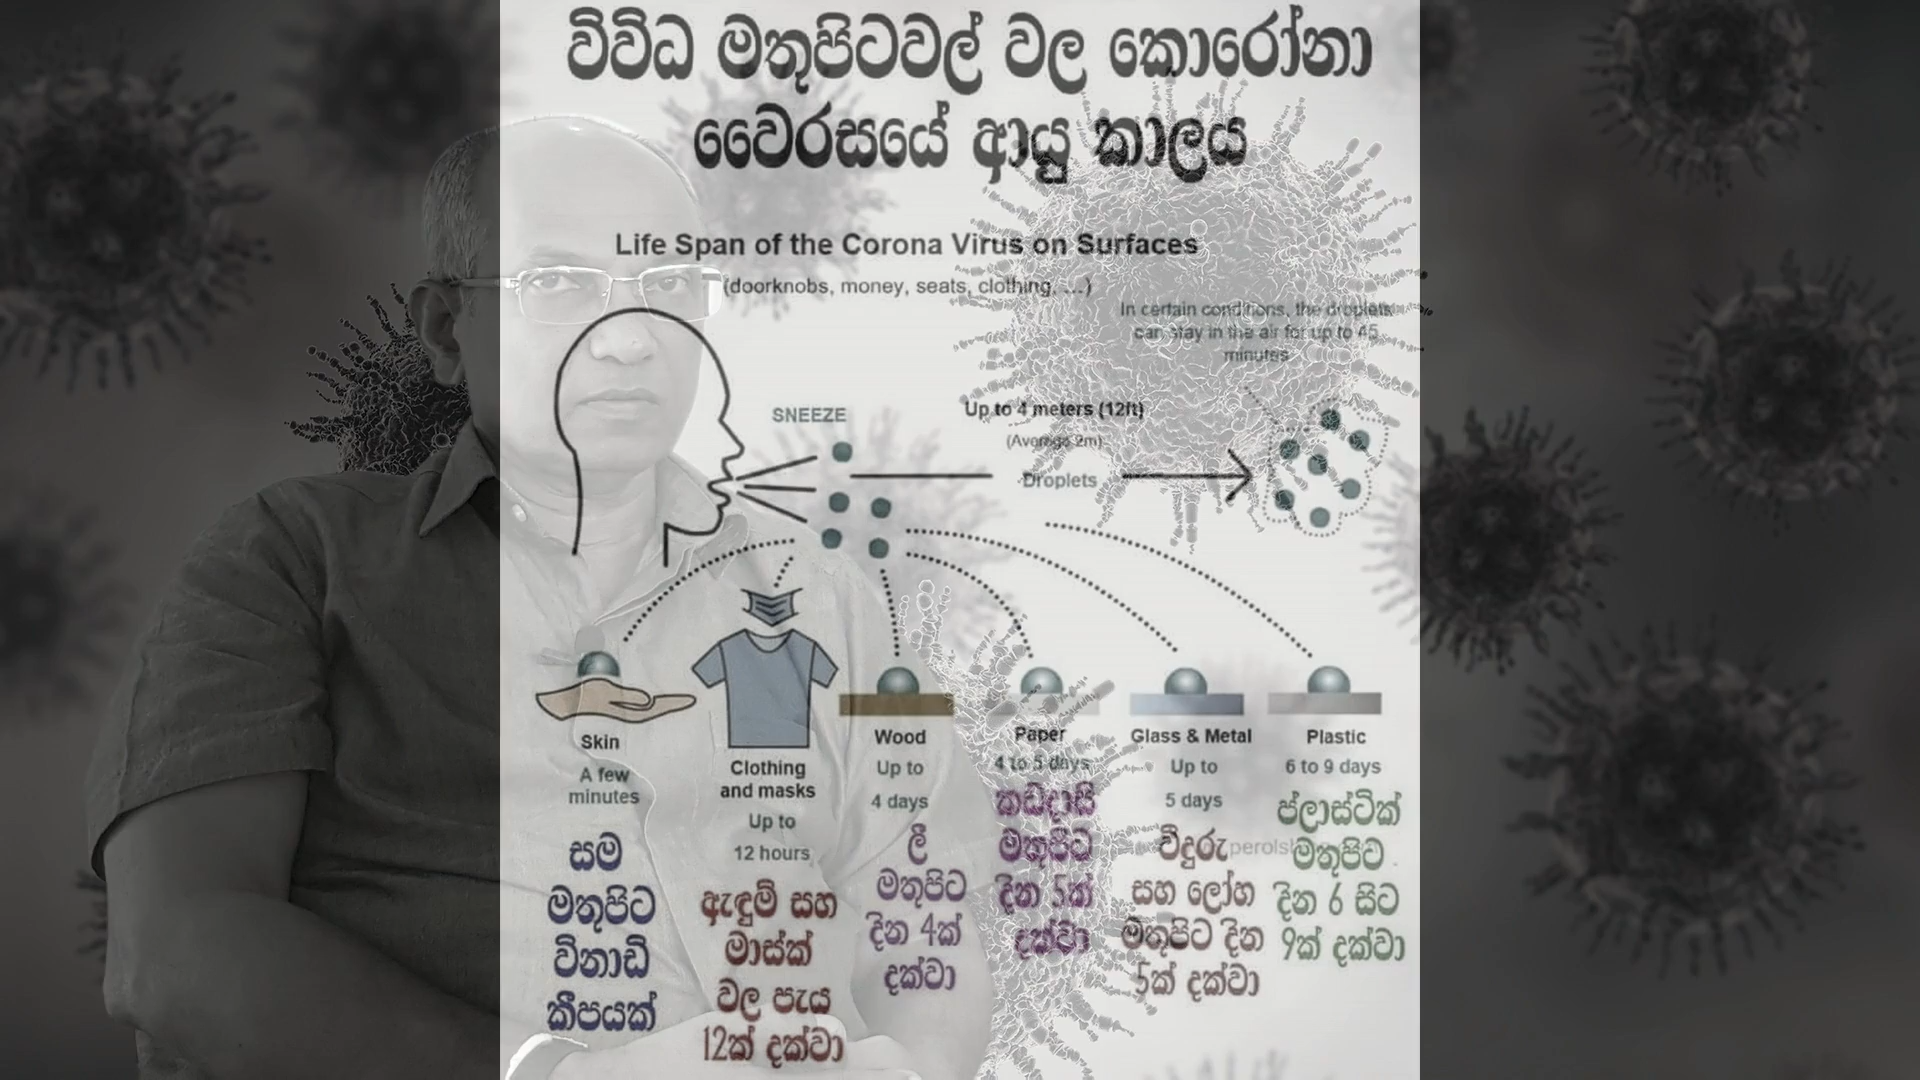 විවිධ මතුපිටවල් වල කොරෝනා
වෛරසයේ ආයු කාලය
Life Span of the Corona Virus on Surfaces
(doorknobs, money, seats, clothing, ...)
In certain conditions, the droplets
can stay in the air for up to 45
minutes
SNEEZE
Up to 4 meters (12ft)
(Average 2m)
Droplets
Skin
A few
minutes
සම
මතුපිට
විනාඩි
කීපයක්
Clothing
and masks
Up to
12 hours
ඇඳුම් සහ
මාස්ක්
වල පැය
12ක් දක්වා
Wood
Up to
4 days
ලී
මතුපිට
දින 4ක්
දක්වා
Paper
4 to 5 days
කඩදාසි
මතුපිට
දින 5ක්
දක්වා
Glass & Metal
Up to
5 days
වීදුරු
සහ ලෝහ
මතුපිට දින
5ක් දක්වා
Plastic
6 to 9 days
ප්ලාස්ටික්
මතුපිට
දින 6 සිට
9ක් දක්වා